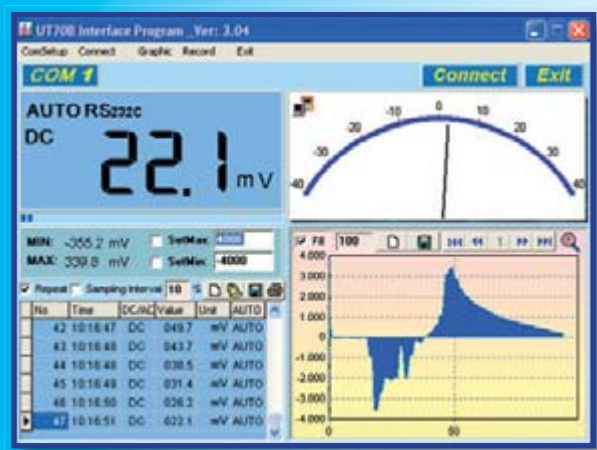 UT70B Interface Program _Ver: 3.04
ComSetup Connect Graphic Record Exit
COM 1 Connect Exit
AUTO RS232C
DC
22.1 mV
-40 -30 -20 -10 0 10 20 30 40
MIN: -355.2 mV SetMax: 4000
MAX: 339.8 mV SetMin: -4000
Repeat Sampling Interval 10 S
No Time DC/AC Value Unit AUTO
42 10:16:47 DC 049.7 mV AUTO
43 10:16:48 DC 043.7 mV AUTO
44 10:16:48 DC 038.5 mV AUTO
45 10:16:49 DC 031.4 mV AUTO
46 10:16:50 DC 026.2 mV AUTO
47 10:16:51 DC 022.1 mV AUTO
Fill 100 1
4.000
3.000
2.000
1.000
0
-1.000
-2.000
-3.000
-4.000
0 50